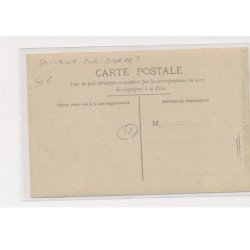 CARTE POSTALE
Tous les pays étrangers n'acceptent pas la correspondance au recto
Se renseigner à la Poste
Partie réservée à la correspondance
Adresse du destinataire
M